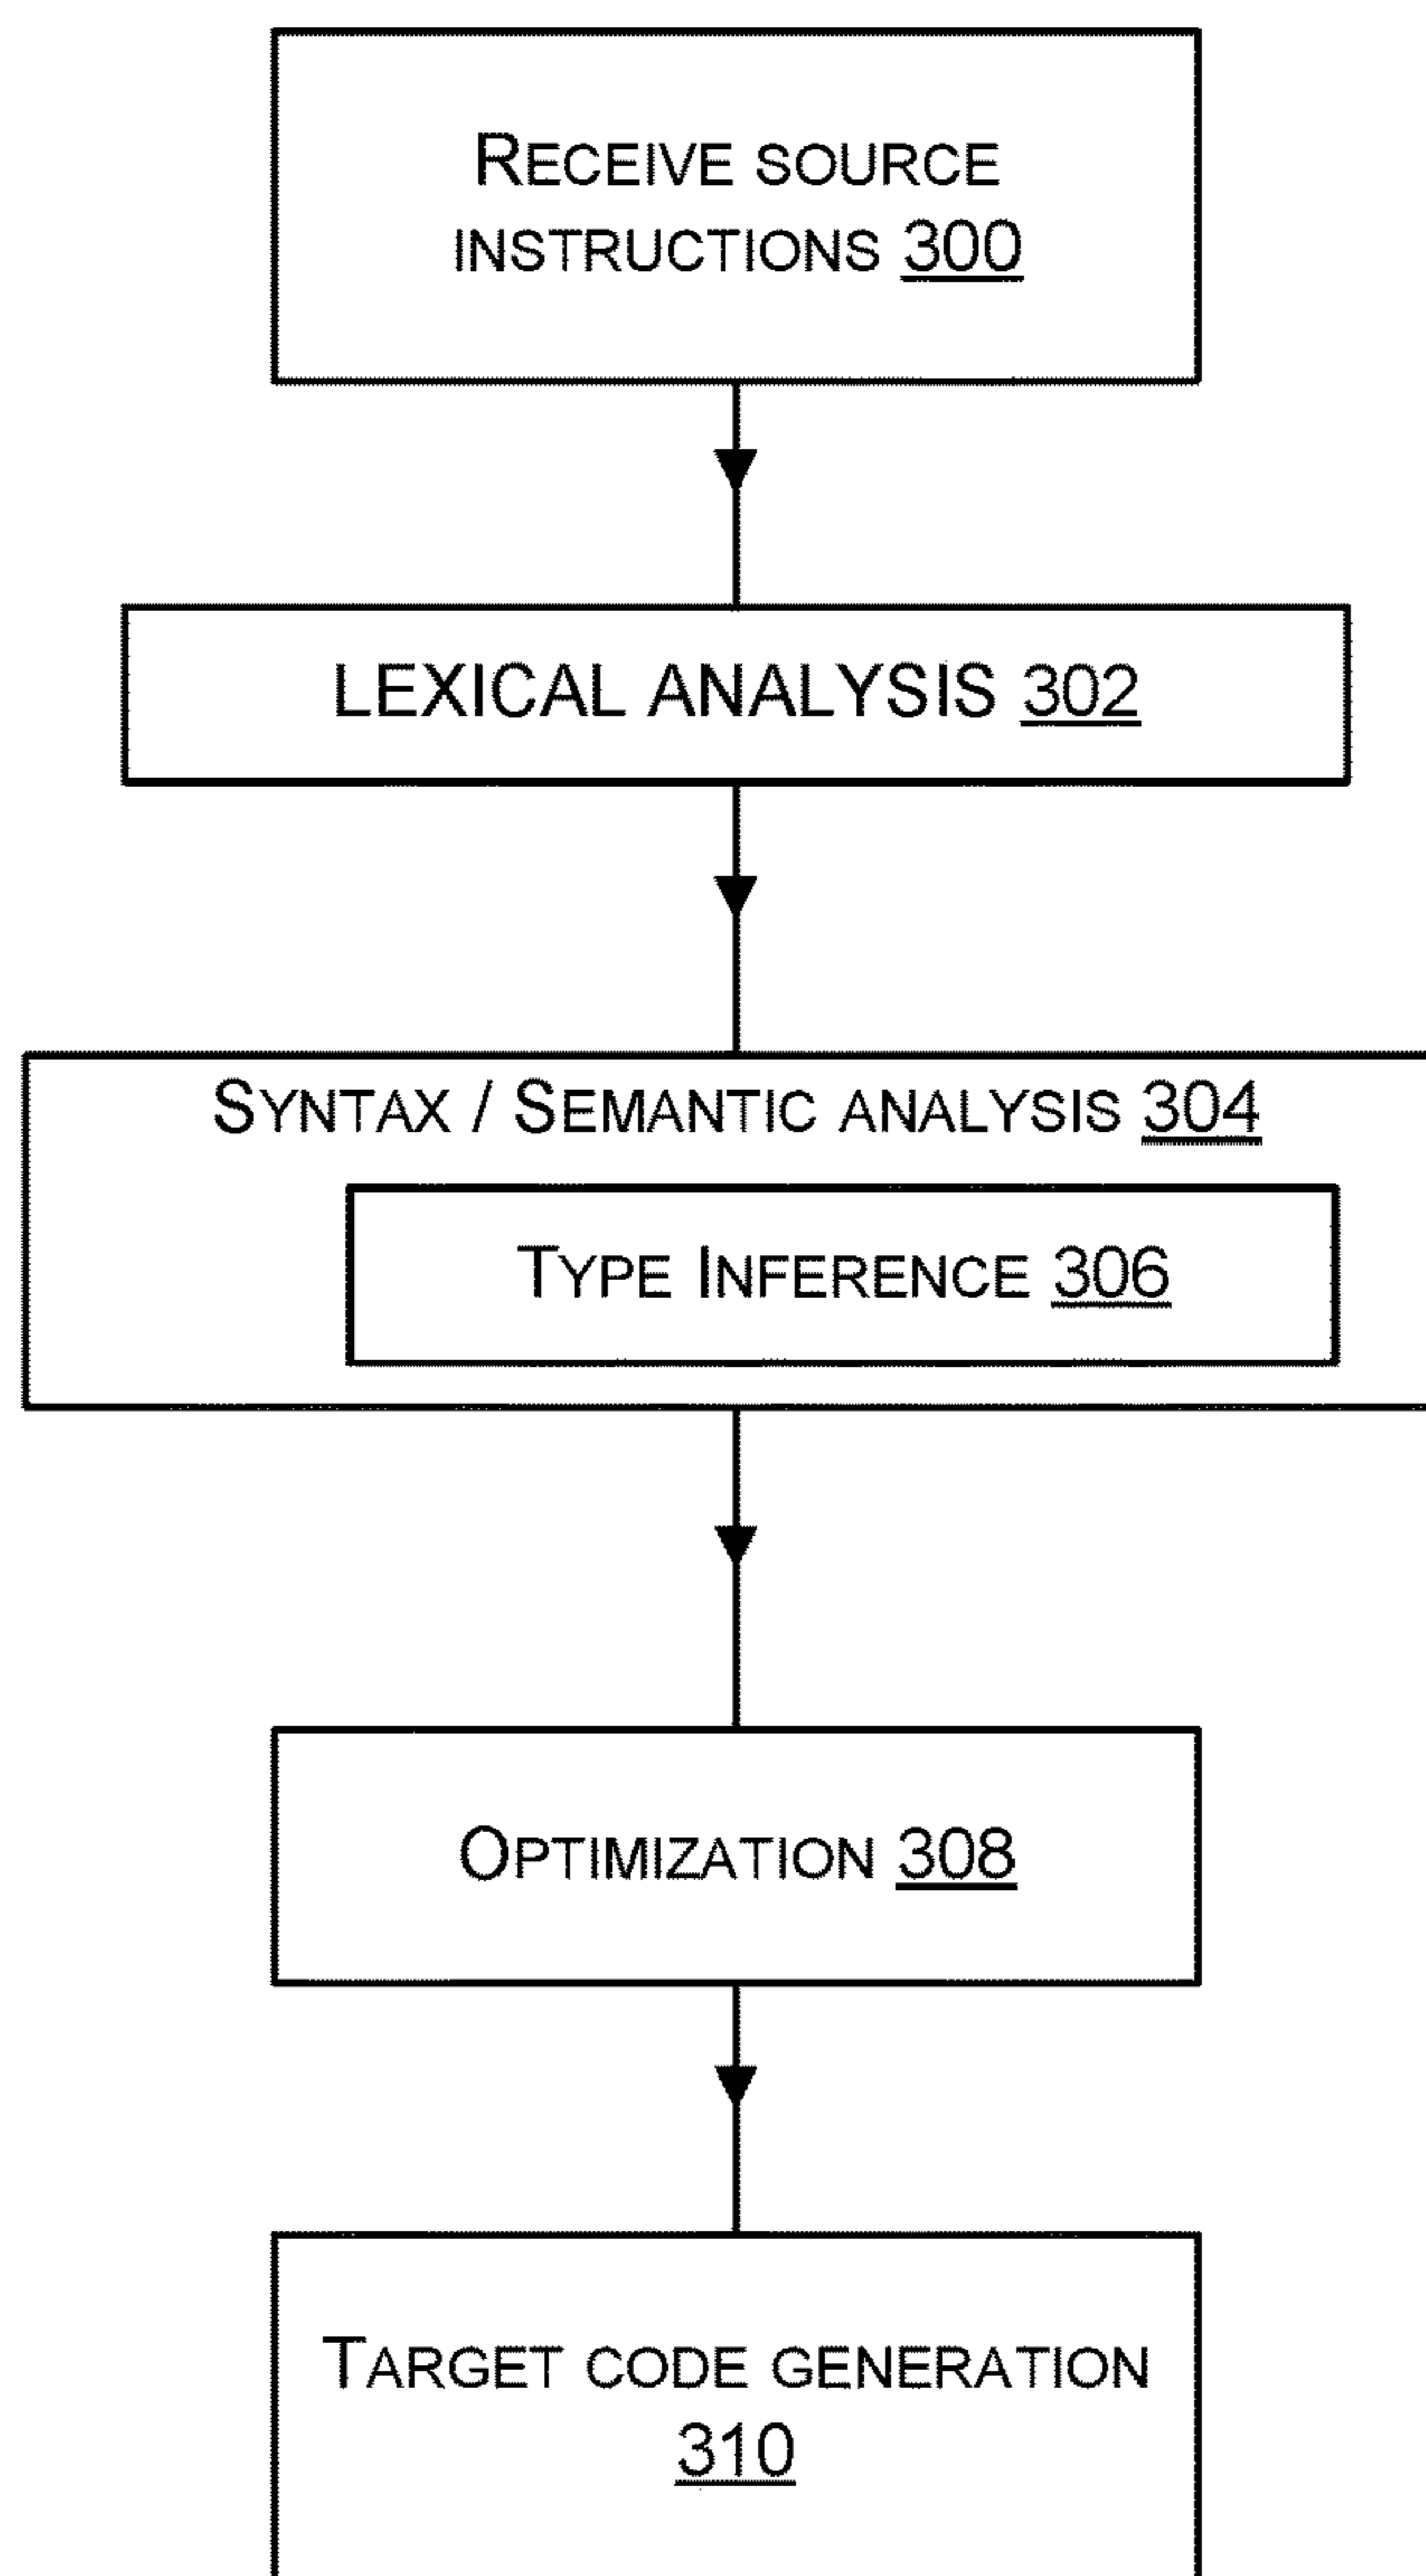 RECEIVE SOURCE
INSTRUCTIONS 300
LEXICAL ANALYSIS 302
SYNTAX / SEMANTIC ANALYSIS 304
TYPE INFERENCE 306
OPTIMIZATION 308
TARGET CODE GENERATION
310